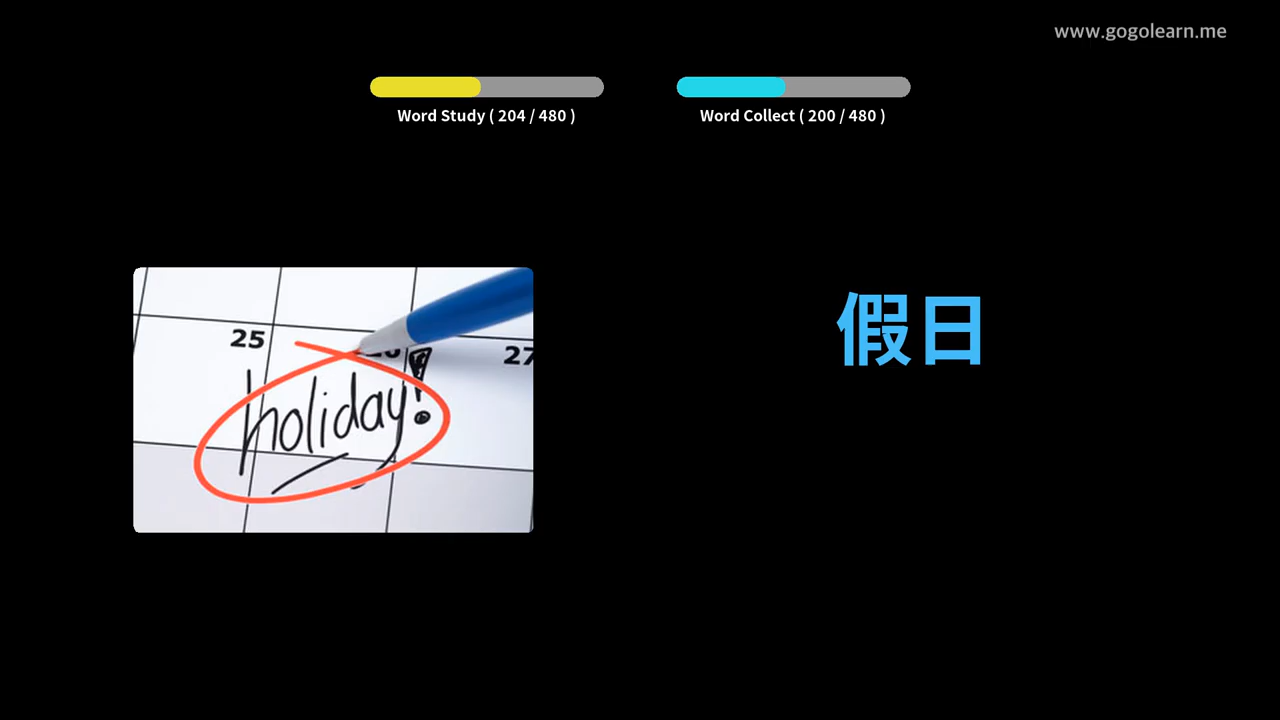 www.gogolearn.me
Word Study ( 204 / 480 )
Word Collect ( 200 / 480 )
假日
25
27
holiday!